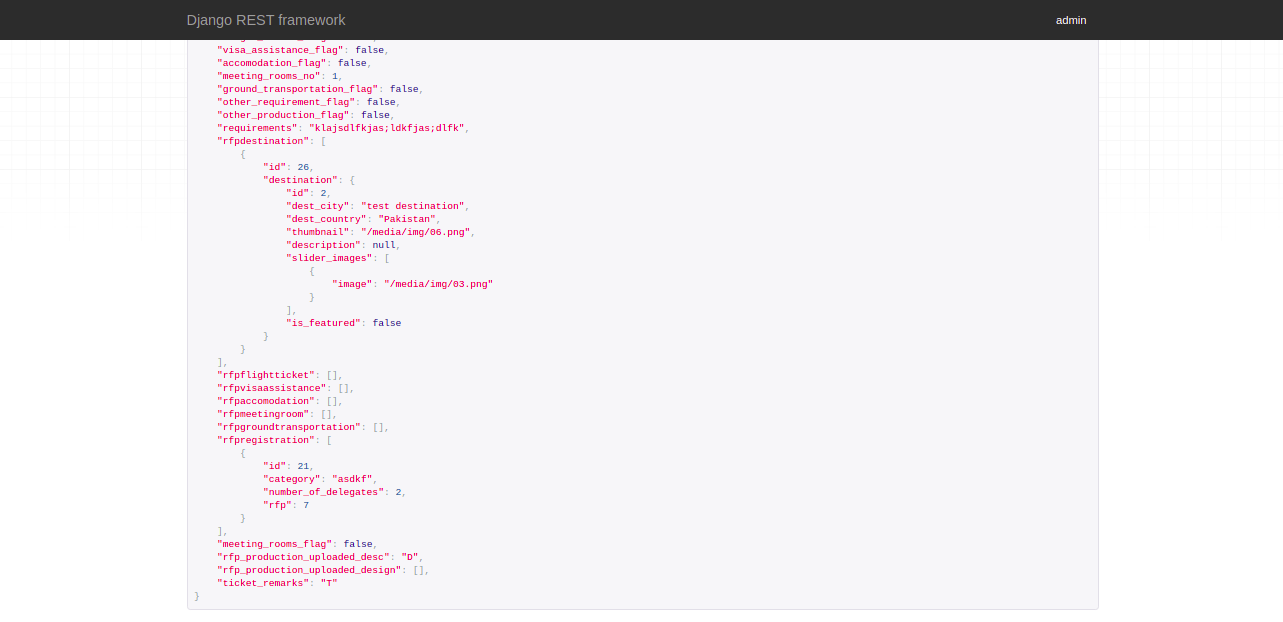 Django REST framework
admin
"visa_assistance_flag": false,
"accomodation_flag": false,
"meeting_rooms_no": 1,
"ground_transportation_flag": false,
"other_requirement_flag": false,
"other_production_flag": false,
"requirements": "klajsdlfkjas;ldkfjas;dlfk",
"rfpdestination": [
{
"id": 26,
"destination": {
"id": 2,
"dest_city": "test destination",
"dest_country": "Pakistan",
"thumbnail": "/media/img/06.png",
"description": null,
"slider_images": [
{
"image": "/media/img/03.png"
}
],
"is_featured": false
}
}
],
"rfpflightticket": [],
"rfpvisaassistance": [],
"rfpaccomodation": [],
"rfpmeetingroom": [],
"rfpgroundtransportation": [],
"rfpregistration": [
{
"id": 21,
"category": "asdkf",
"number_of_delegates": 2,
"rfp": 7
}
],
"meeting_rooms_flag": false,
"rfp_production_uploaded_desc": "D",
"rfp_production_uploaded_design": [],
"ticket_remarks": "T"
}